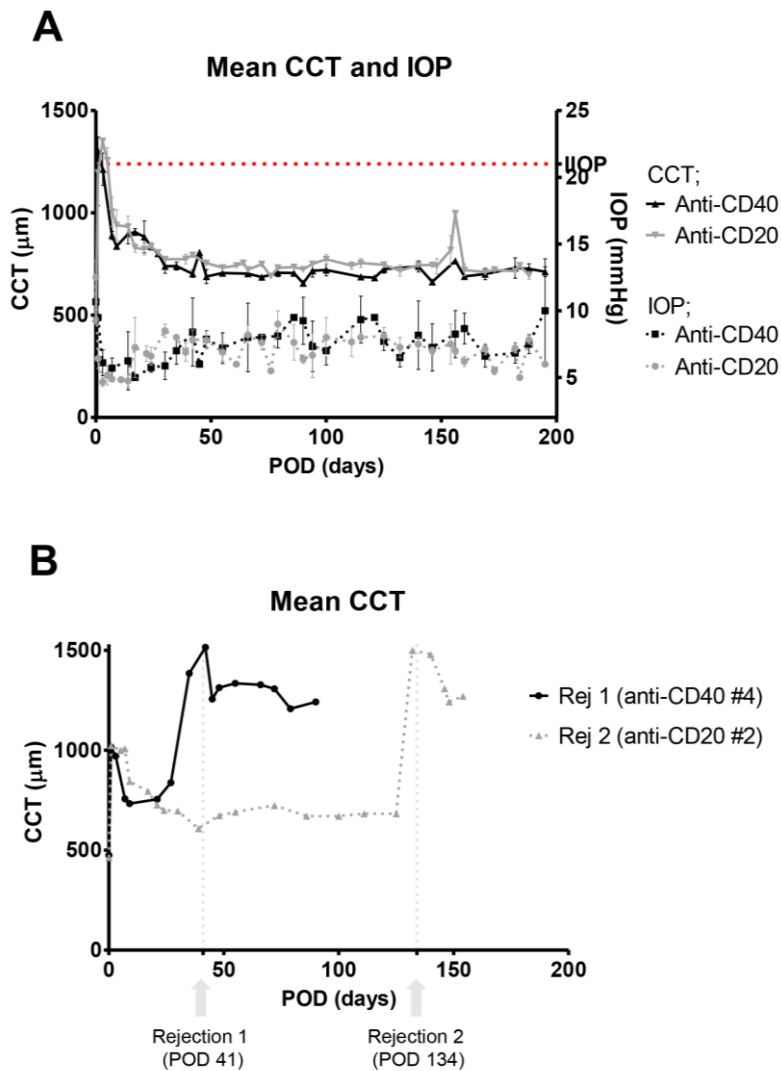 A
Mean CCT and IOP
1500
1000
500
0
CCT (µm)
25
20
15
10
5
IOP (mmHg)
IIOP
0
50
100
150
200
POD (days)
CCT;
Anti-CD40
Anti-CD20
IOP;
Anti-CD40
Anti-CD20
B
Mean CCT
1500
1000
500
0
CCT (µm)
0
50
100
150
200
POD (days)
Rej 1 (anti-CD40 #4)
Rej 2 (anti-CD20 #2)
Rejection 1
(POD 41)
Rejection 2
(POD 134)